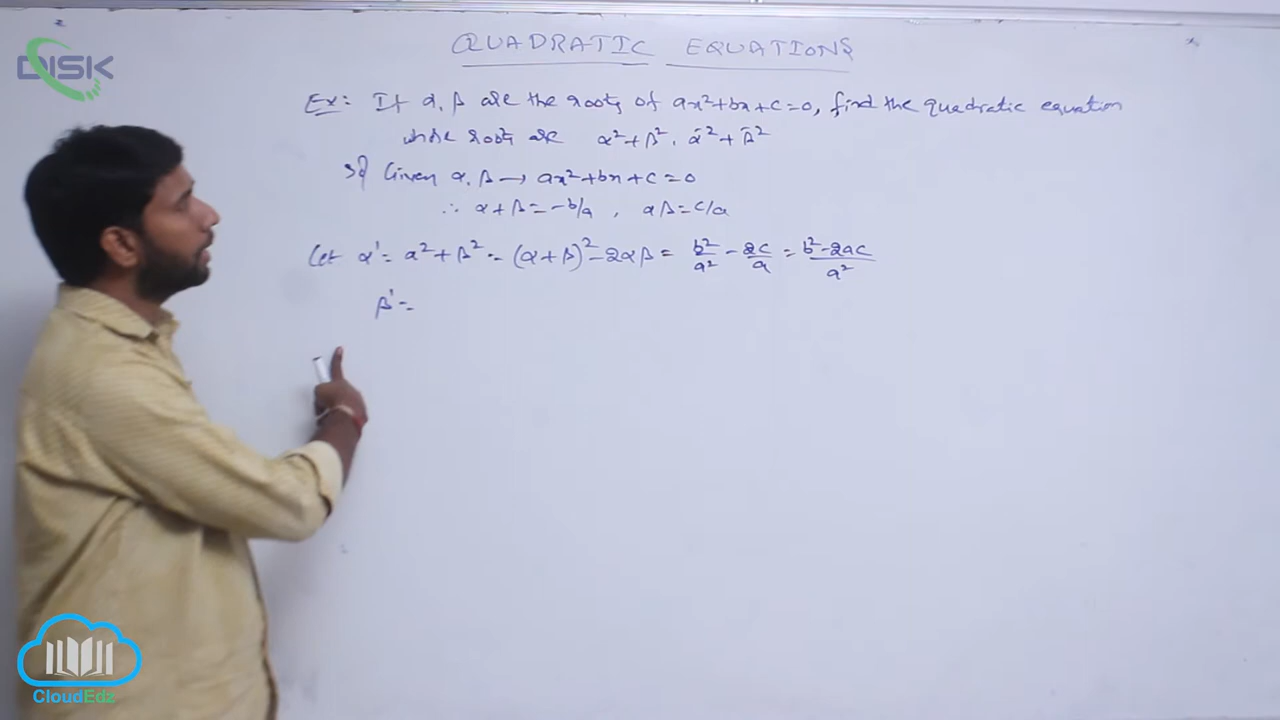 DISK
QUADRATIC EQUATIONS
Ex: If α, β are the roots of ax²+bx+c=0, find the quadratic equation
whose roots are α²+β², α⁻²+β⁻²
Sol Given α, β → ax²+bx+c=0
∴ α+β=-b/a, αβ=c/a
Let α'= α²+β² = (α+β)²-2αβ = b²/a² - 2c/a = b²-2ac/a²
β'=
CloudEdz